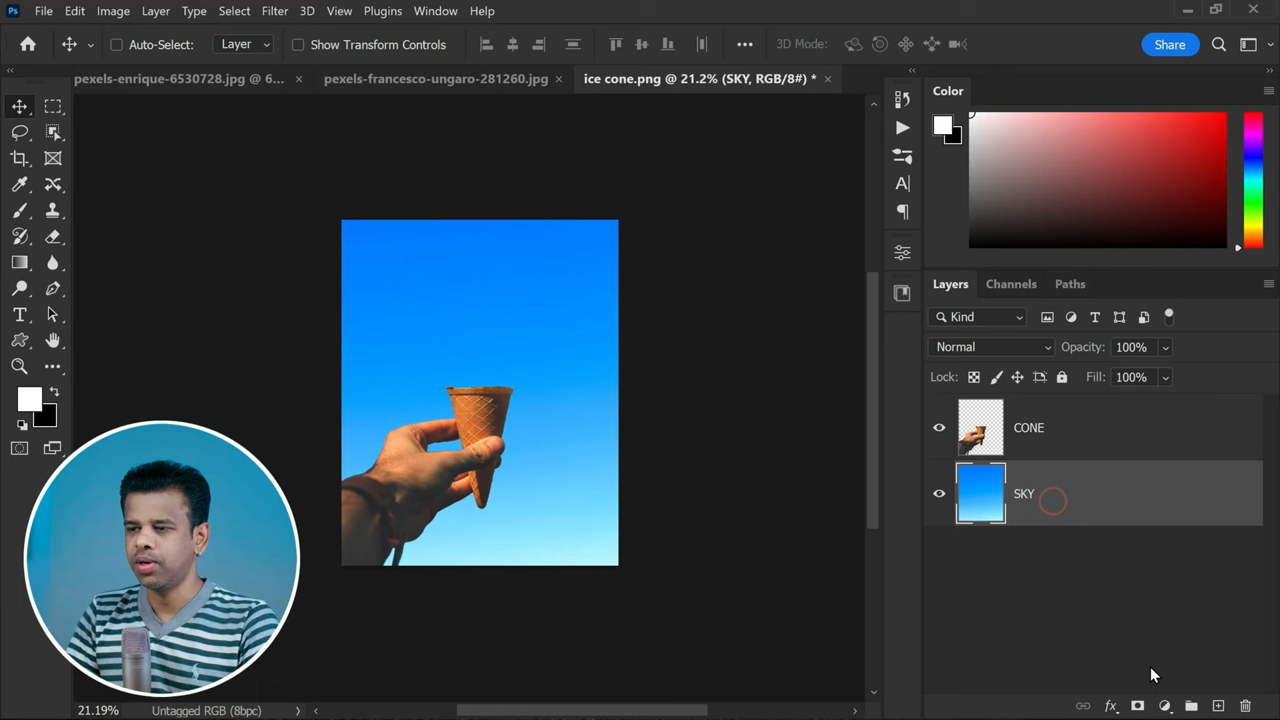 Ps File Edit Image Layer Type Select Filter 3D View Plugins Window Help
Auto-Select: Layer Show Transform Controls 3D Mode: Share
pexels-enrique-6530728.jpg @ 6... × pexels-francesco-ungaro-281260.jpg × ice cone.png @ 21.2% (SKY, RGB/8#) * ×
Color
Layers Channels Paths
Kind
Normal Opacity: 100%
Lock: Fill: 100%
CONE
SKY
fx
21.19% Untagged RGB (8bpc)